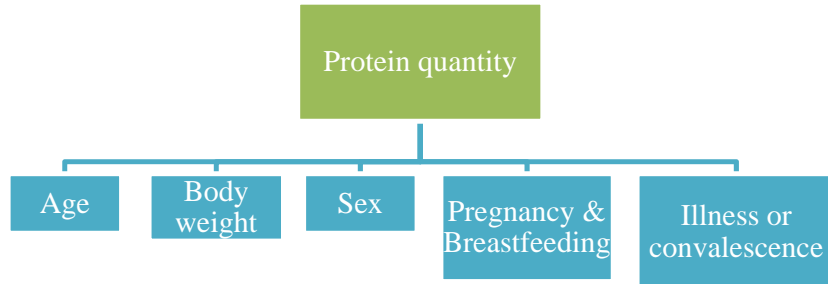 Protein quantity
Age
Body
weight
Sex
Pregnancy &
Breastfeeding
Illness or
convalescence